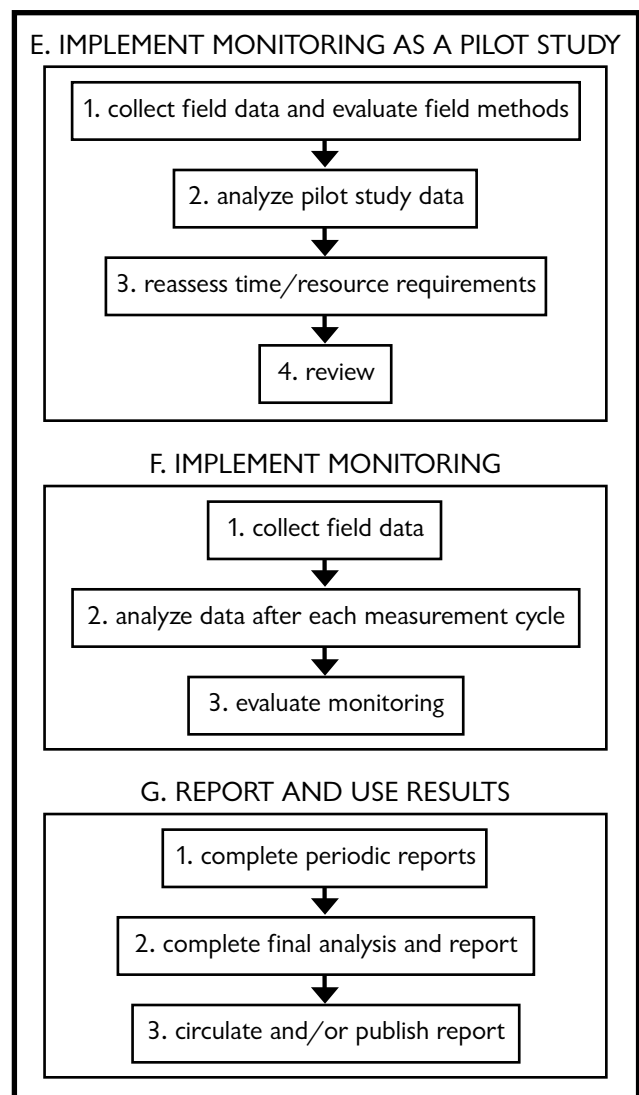 E. IMPLEMENT MONITORING AS A PILOT STUDY
1. collect field data and evaluate field methods
2. analyze pilot study data
3. reassess time/resource requirements
4. review
F. IMPLEMENT MONITORING
1. collect field data
2. analyze data after each measurement cycle
3. evaluate monitoring
G. REPORT AND USE RESULTS
1. complete periodic reports
2. complete final analysis and report
3. circulate and/or publish report